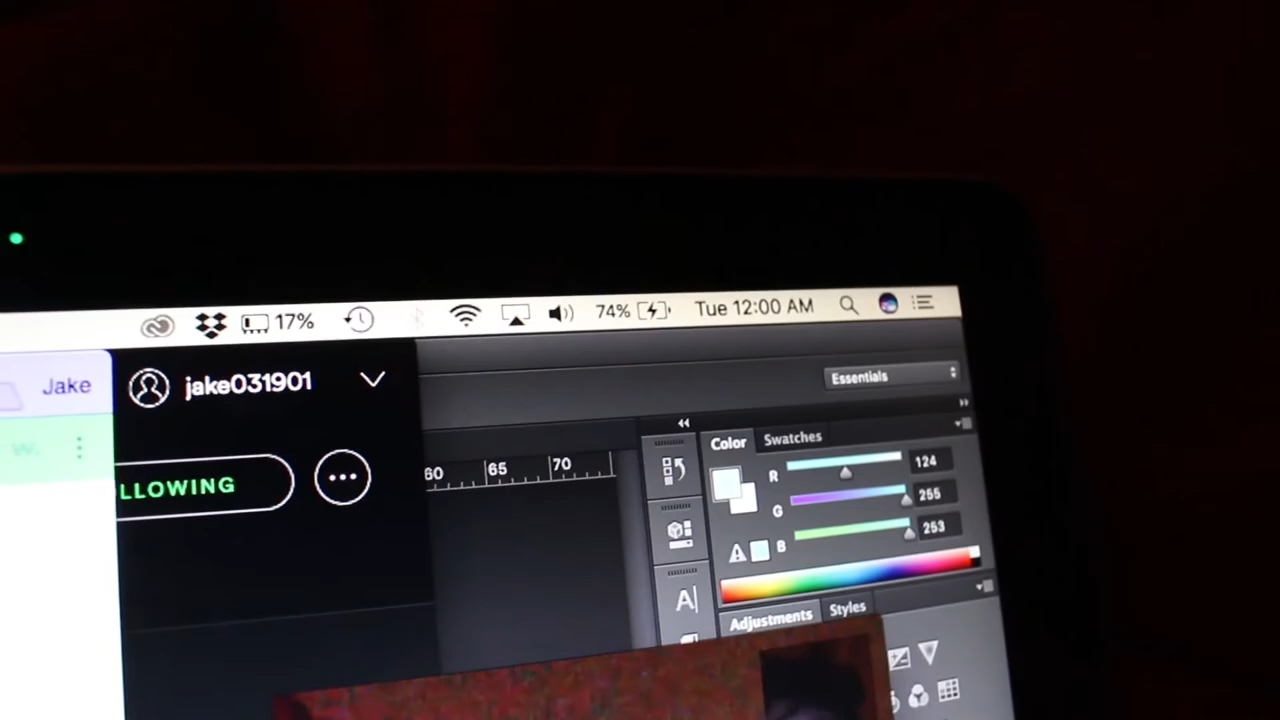 17% 74% Tue 12:00 AM
Jake jake031901
Essentials
LLOWING
60 65 70
Color Swatches
R 124
G 255
B 253
A
Adjustments Styles